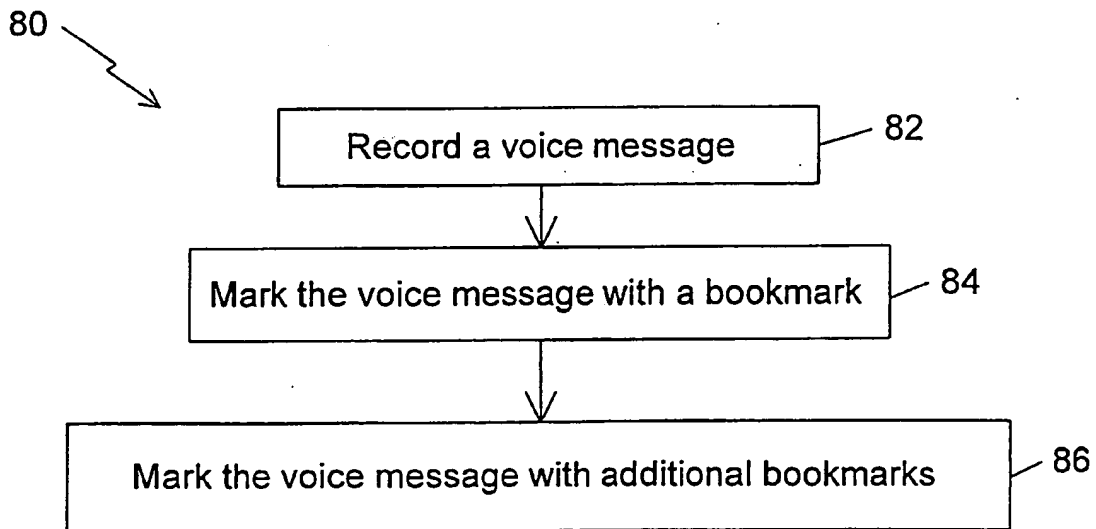 80
Record a voice message
82
Mark the voice message with a bookmark
84
Mark the voice message with additional bookmarks
86